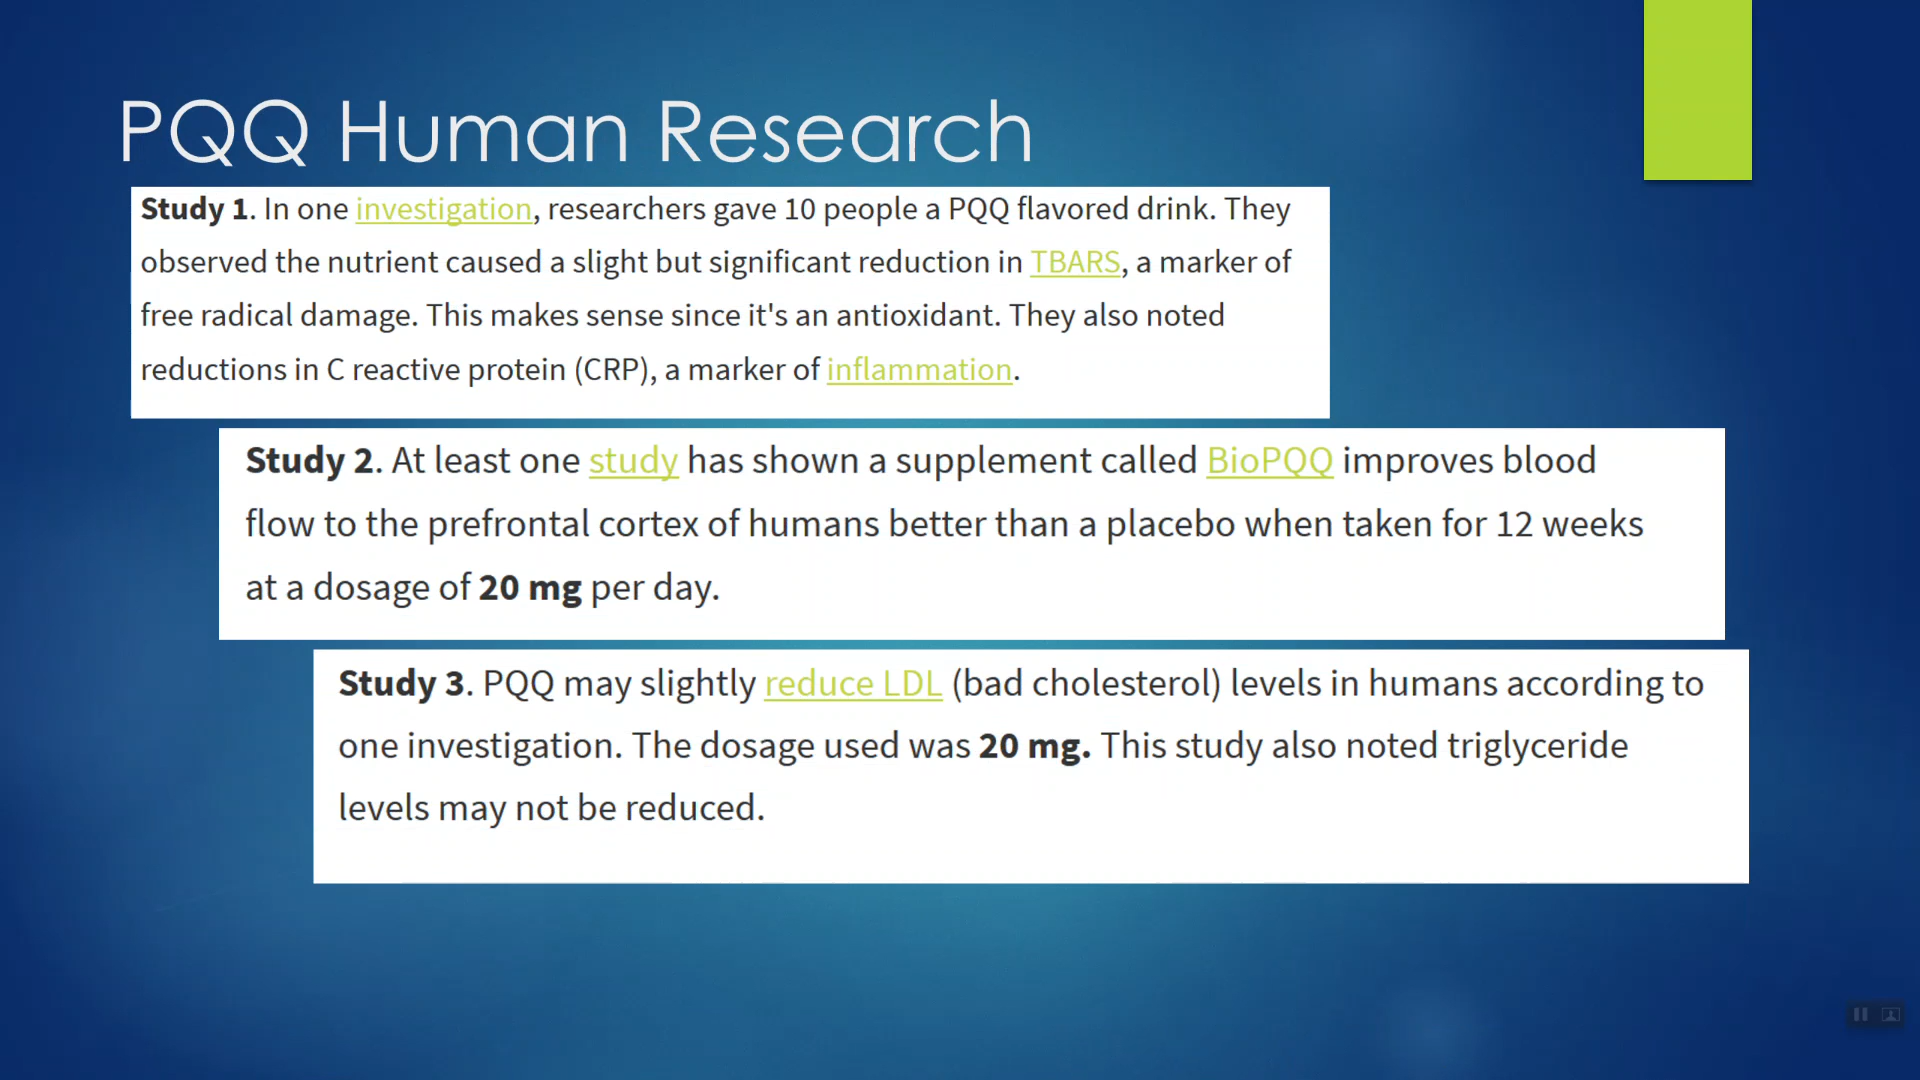 PQQ Human Research
Study 1. In one investigation, researchers gave 10 people a PQQ flavored drink. They
observed the nutrient caused a slight but significant reduction in TBARS, a marker of
free radical damage. This makes sense since it's an antioxidant. They also noted
reductions in C reactive protein (CRP), a marker of inflammation.
Study 2. At least one study has shown a supplement called BioPQQ improves blood
flow to the prefrontal cortex of humans better than a placebo when taken for 12 weeks
at a dosage of 20 mg per day.
Study 3. PQQ may slightly reduce LDL (bad cholesterol) levels in humans according to
one investigation. The dosage used was 20 mg. This study also noted triglyceride
levels may not be reduced.